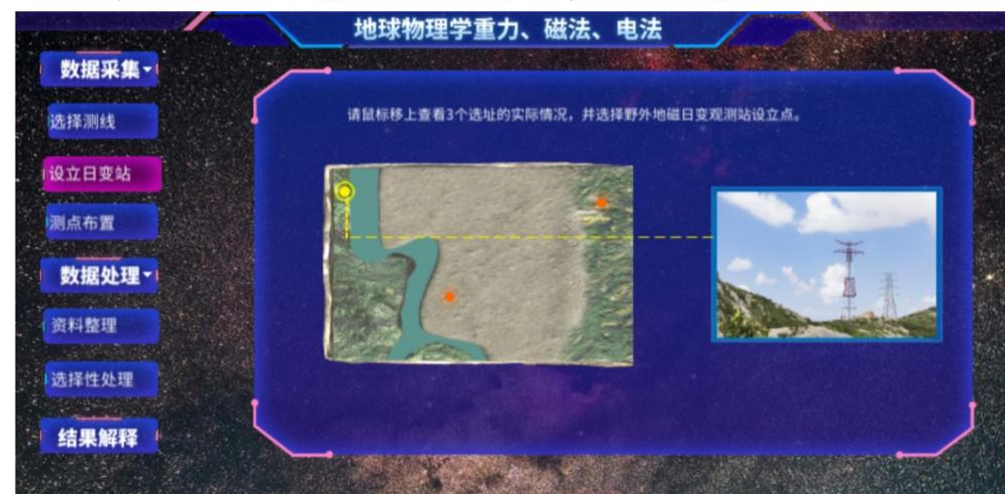 地球物理学重力、磁法、电法
数据采集
选择测线
设立日变站
测点布置
数据处理
资料整理
选择性处理
结果解释
请鼠标移上查看3个选址的实际情况，并选择野外地磁日变观测站设立点。